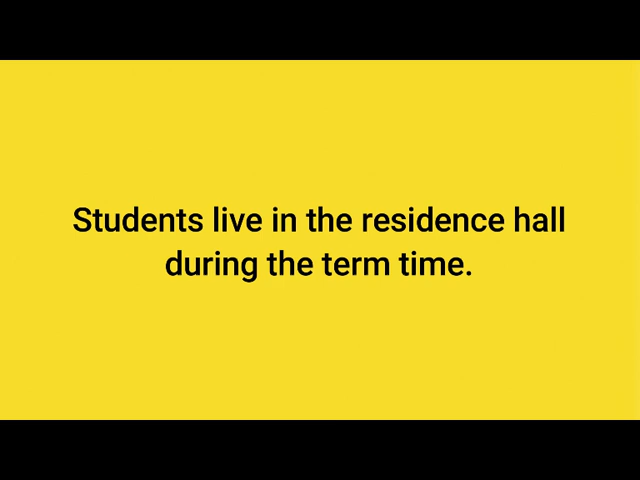 Students live in the residence hall
during the term time.